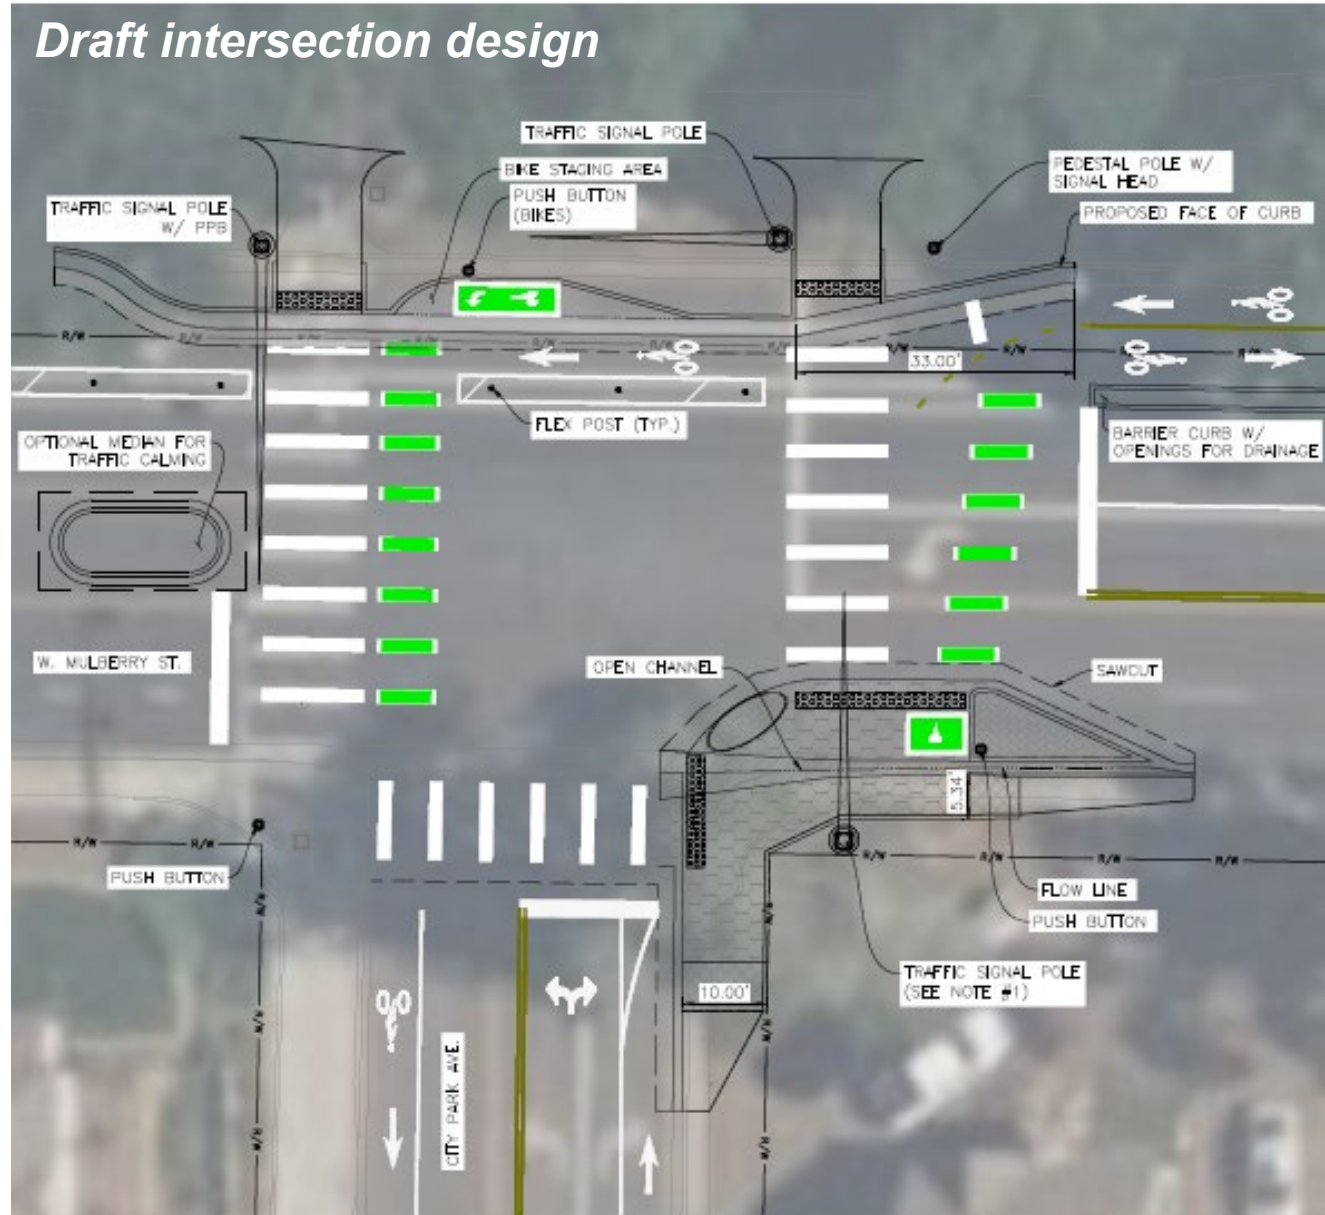 Draft intersection design
TRAFFIC SIGNAL POLE
BIKE STAGING AREA
PUSH BUTTON
(BIKES)
PEDESTAL POLE W/
SIGNAL HEAD
TRAFFIC SIGNAL POLE
W/ PPB
PROPOSED FACE OF CURB
R/W
R/W
R/W
R/W
R/W
R/W
R/W
R/W
R/W
33.00'
FLEX POST (TYP.)
BARRIER CURB W/
OPENINGS FOR DRAINAGE
OPTIONAL MEDIAN FOR
TRAFFIC CALMING
W. MULBERRY ST.
OPEN CHANNEL
SAWCUT
5.34'
R/W
R/W
R/W
R/W
R/W
R/W
PUSH BUTTON
FLOW LINE
PUSH BUTTON
R/W
R/W
TRAFFIC SIGNAL POLE
(SEE NOTE #1)
10.00'
R/W
R/W
CITY PARK AVE.
R/W
R/W